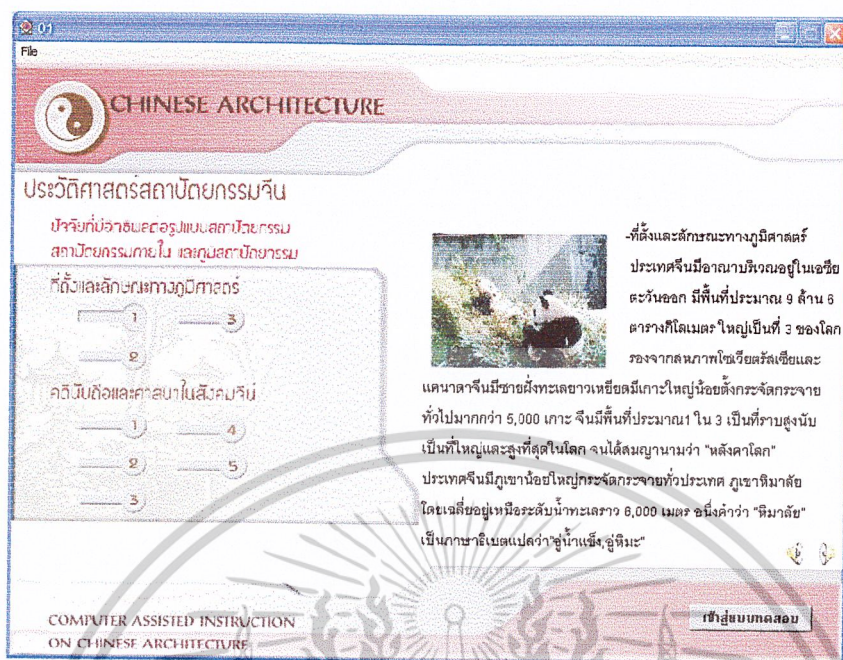 01
File
CHINESE ARCHITECTURE
ประวัติศาสตร์สถาปัตยกรรมจีน
ปัจจัยที่มีอิทธิพลต่อรูปแบบสถาปัตยกรรม
สถาปัตยกรรมภายใน และภูมิสถาปัตยกรรม
ที่ตั้งและลักษณะทางภูมิศาสตร์
1 3
2
คตินับถือและศาสนาในสังคมจีน
1 4
2 5
3
-ที่ตั้งและลักษณะทางภูมิศาสตร์
ประเทศจีนมีอาณาบริเวณอยู่ในเอซีย
ตะวันออก มีพื้นที่ประมาณ 9 ล้าน 6
ตารางกิโลเมตร ใหญ่เป็นที่ 3 ของโลก
รองจากสหภาพโซเวียตรัสเซียและ
แคนาดาจีนมีชายฝั่งทะเลยาวเหยียดมีเกาะใหญ่น้อยตั้งกระจัดกระจาย
ทั่วไปมากกว่า 5,000 เกาะ จีนมีพื้นที่ประมาณ1 ใน 3 เป็นที่ราบสูงนับ
เป็นที่ใหญ่และสูงที่สุดในโลก จนได้สมญานามว่า "หลังคาโลก"
ประเทศจีนมีภูเขาน้อยใหญ่กระจัดกระจายทั่วประเทศ ภูเขาหิมาลัย
โดยเฉลี่ยอยู่เหนือระดับน้ำทะเลราว 6,000 เมตร อนึ่งคำว่า "หิมาลัย"
เป็นภาษาธิเบตแปลว่า"อู่น้ำแข็ง,อู่หิมะ"
COMPUTER ASSISTED INSTRUCTION
ON CHINESE ARCHITECTURE
เข้าสู่แบบทดสอบ